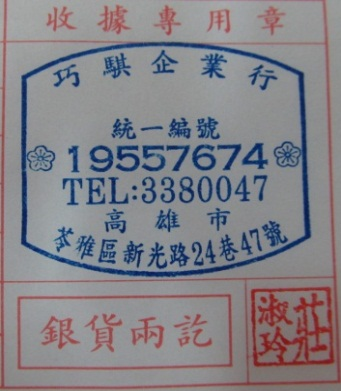 收據專用章
巧騏企業行
統一編號
19557674
TEL:3380047
高雄市
苓雅區新光路24巷47號
銀貨兩訖
莊淑玲